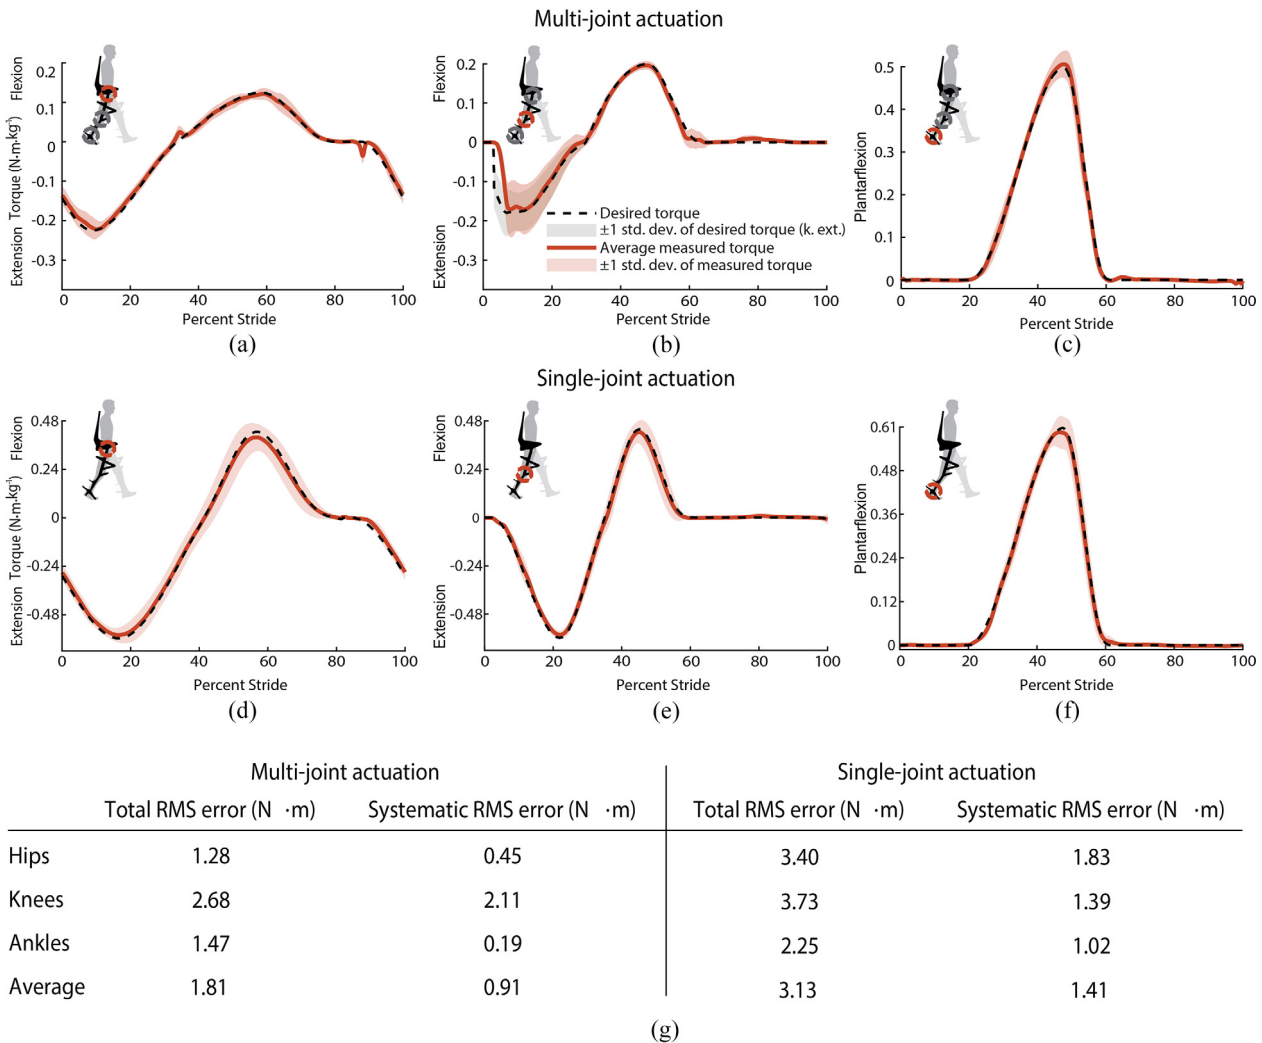 Multi-joint actuation
Extension Torque (N·m·kg⁻¹) Flexion
0.2
0.1
0
-0.1
-0.2
-0.3
0 20 40 60 80 100
Percent Stride
(a)
Extension Flexion
0.2
0.1
0
-0.1
-0.2
-0.3
Desired torque
±1 std. dev. of desired torque (k. ext.)
Average measured torque
±1 std. dev. of measured torque
0 20 40 60 80 100
Percent Stride
(b)
Plantarflexion
0.5
0.4
0.3
0.2
0.1
0
0 20 40 60 80 100
Percent Stride
(c)
Single-joint actuation
Extension Torque (N·m·kg⁻¹) Flexion
0.48
0.24
0
-0.24
-0.48
0 20 40 60 80 100
Percent Stride
(d)
Extension Flexion
0.48
0.24
0
-0.24
-0.48
0 20 40 60 80 100
Percent Stride
(e)
Plantarflexion
0.61
0.48
0.36
0.24
0.12
0
0 20 40 60 80 100
Percent Stride
(f)
Multi-joint actuation Single-joint actuation
Total RMS error (N ·m) Systematic RMS error (N ·m) Total RMS error (N ·m) Systematic RMS error (N ·m)
Hips 1.28 0.45 3.40 1.83
Knees 2.68 2.11 3.73 1.39
Ankles 1.47 0.19 2.25 1.02
Average 1.81 0.91 3.13 1.41
(g)